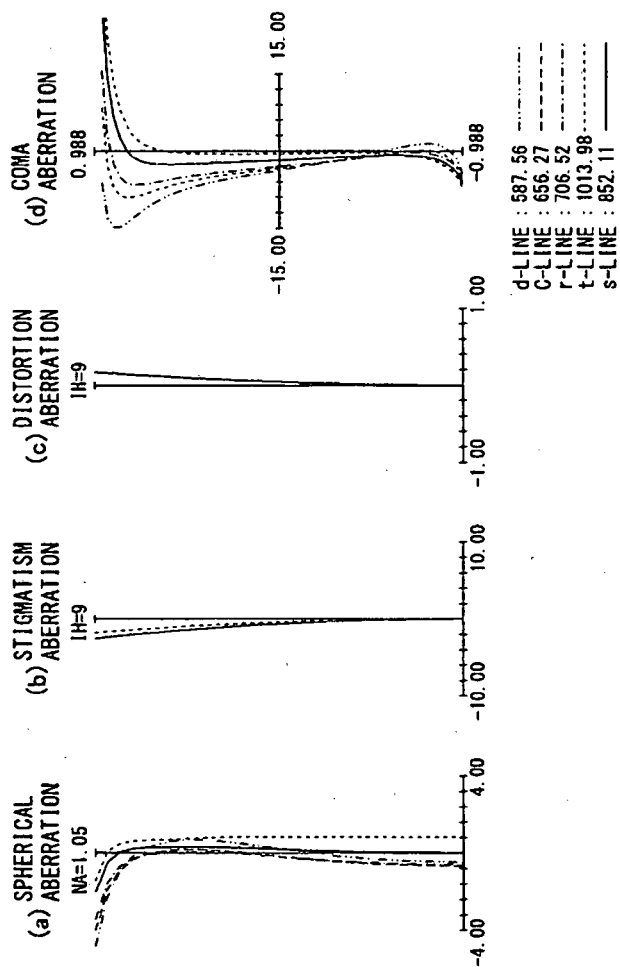 (a) SPHERICAL
ABERRATION
NA=1.05
-4.00
4.00
(b) STIGMATISM
ABERRATION
IH=9
-10.00
10.00
(c) DISTORTION
ABERRATION
IH=9
-1.00
1.00
(d) COMA
ABERRATION
0.988
15.00
-15.00
-0.988
d-LINE : 587.56
C-LINE : 656.27
r-LINE : 706.52
t-LINE : 1013.98
s-LINE : 852.11